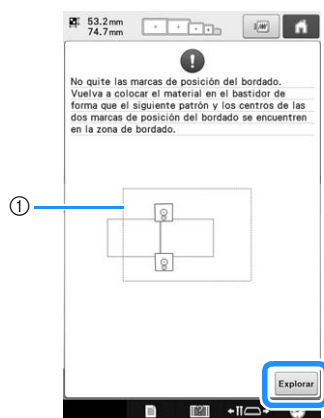 53.2 mm
74.7 mm
No quite las marcas de posición del bordado.
Vuelva a colocar el material en el bastidor de
forma que el siguiente patrón y los centros de las
dos marcas de posición del bordado se encuentren
en la zona de bordado.
①
Explorar